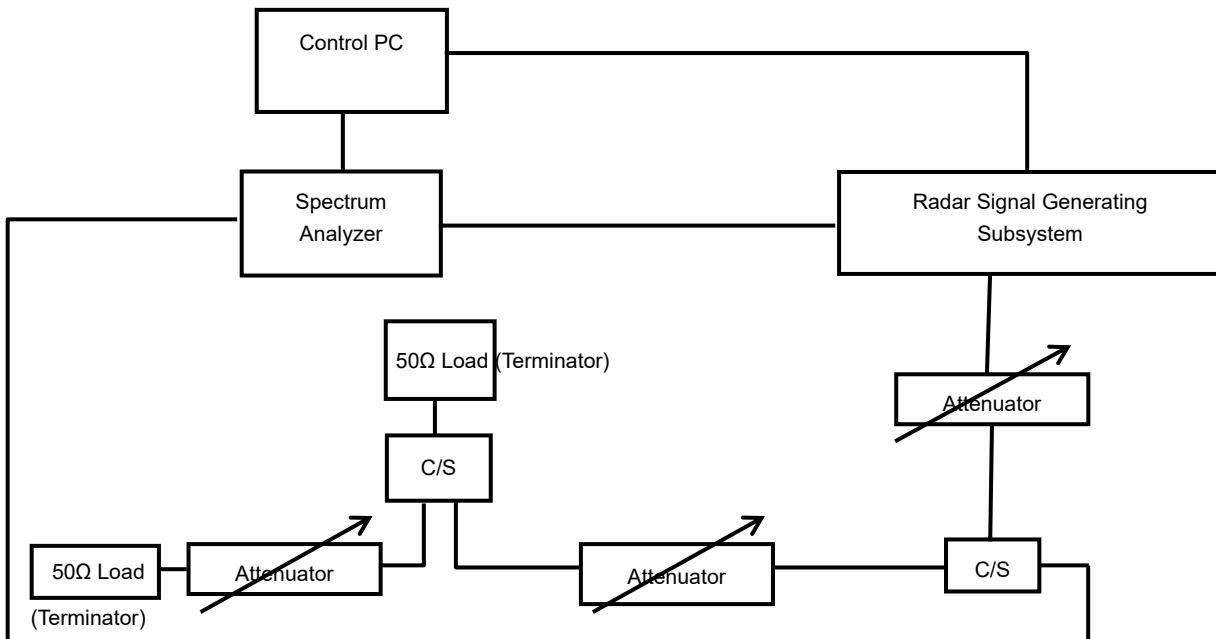 Control PC
Spectrum
Analyzer
Radar Signal Generating
Subsystem
50Ω Load (Terminator)
Attenuator
C/S
50Ω Load
(Terminator)
Attenuator
Attenuator
C/S